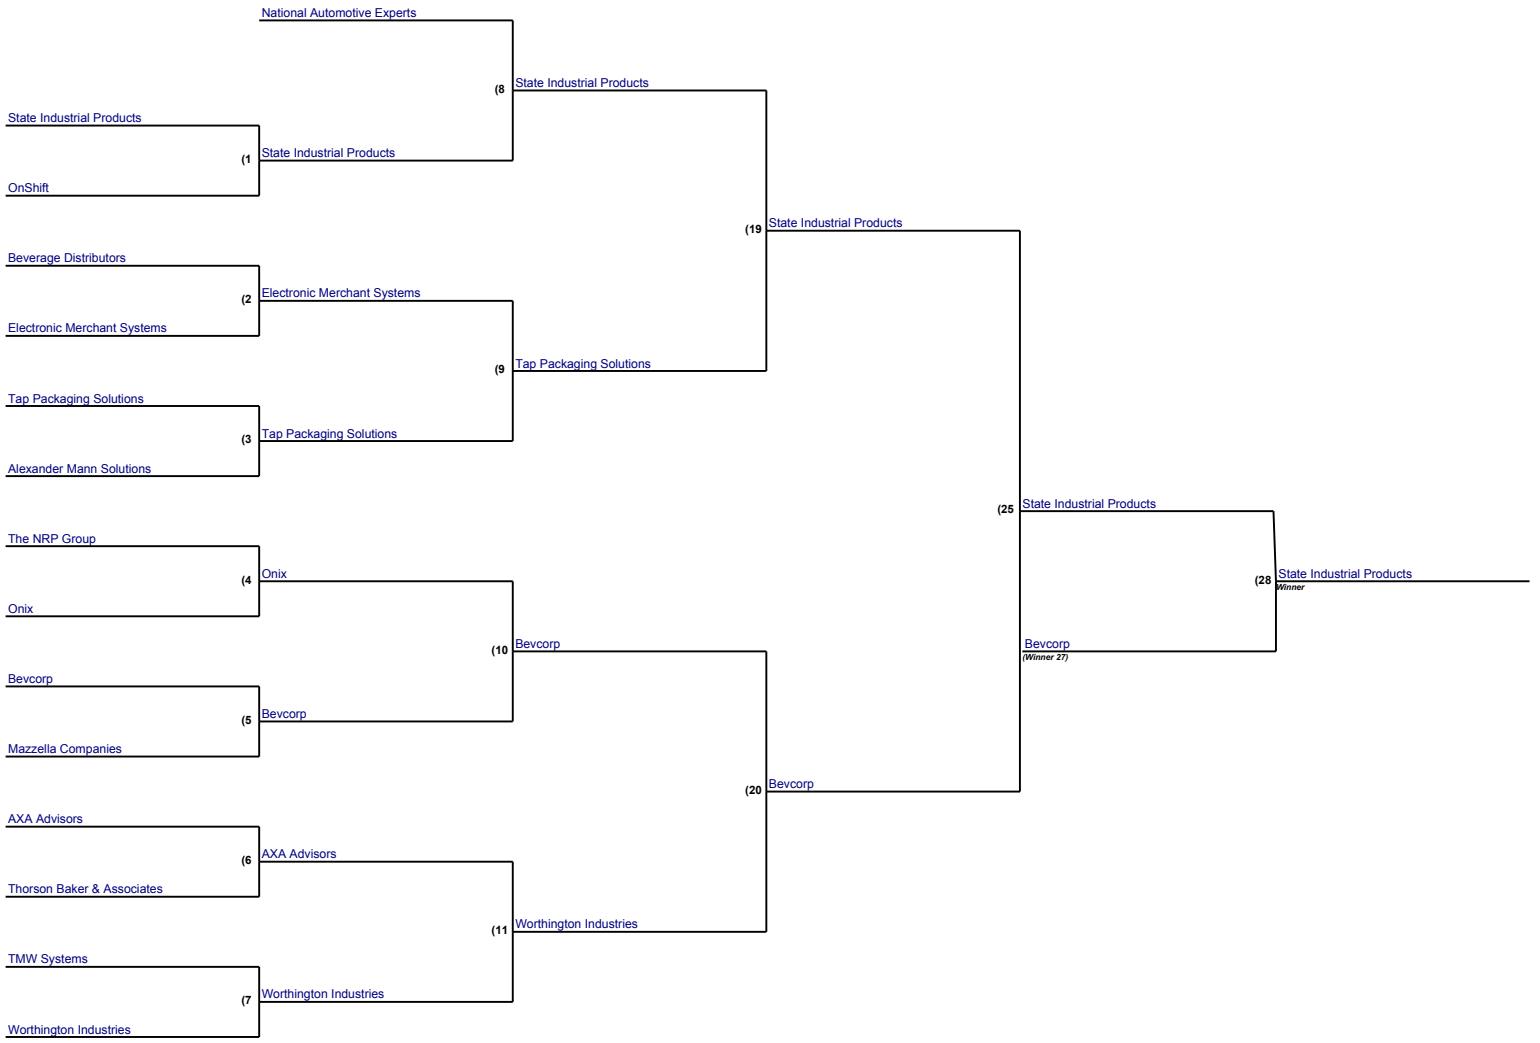 National Automotive Experts
(8 State Industrial Products
State Industrial Products
(1 State Industrial Products
OnShift
(19 State Industrial Products
Beverage Distributors
(2 Electronic Merchant Systems
Electronic Merchant Systems
(9 Tap Packaging Solutions
Tap Packaging Solutions
(3 Tap Packaging Solutions
Alexander Mann Solutions
(25 State Industrial Products
The NRP Group
(4 Onix
(28 State Industrial Products
Winner
Onix
(10 Bevcorp
Bevcorp
(Winner 27)
Bevcorp
(5 Bevcorp
Mazzella Companies
(20 Bevcorp
AXA Advisors
(6 AXA Advisors
Thorson Baker & Associates
(11 Worthington Industries
TMW Systems
(7 Worthington Industries
Worthington Industries